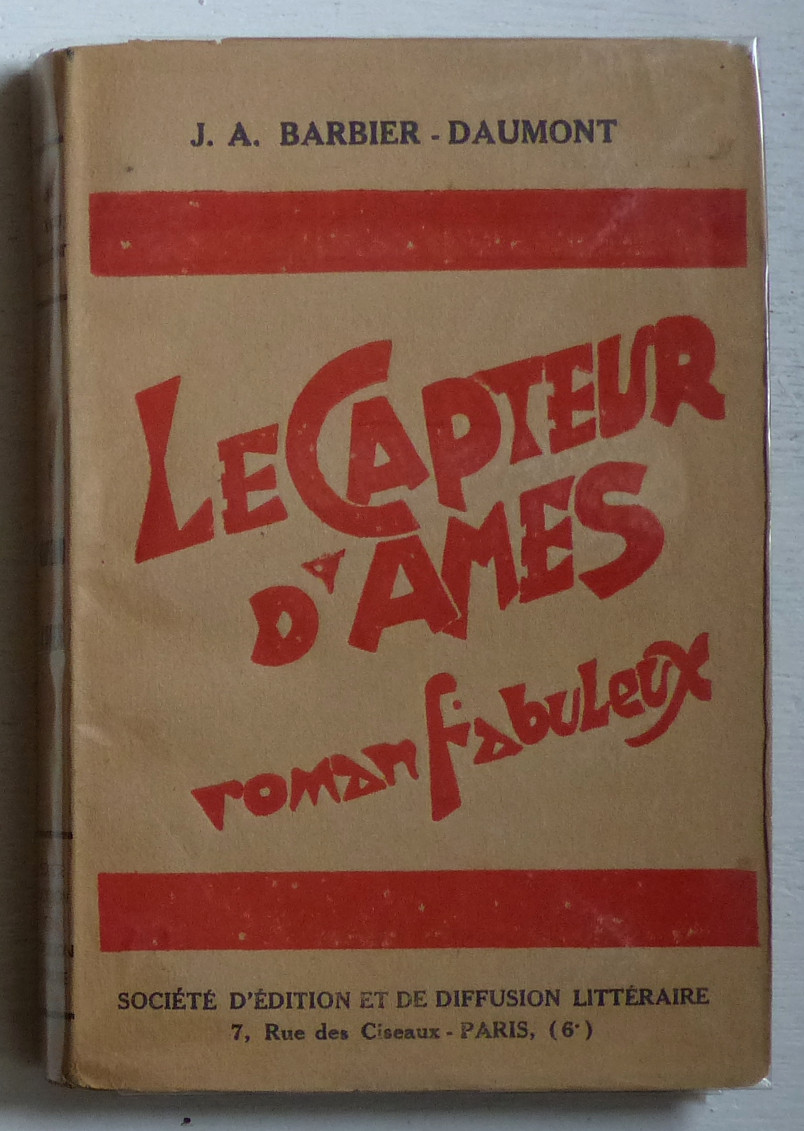 J. A. BARBIER - DAUMONT
LE CAPTEUR
D'AMES
roman fabuleux
SOCIÉTÉ D'ÉDITION ET DE DIFFUSION LITTÉRAIRE
7, Rue des Ciseaux - PARIS, (6ᵉ)